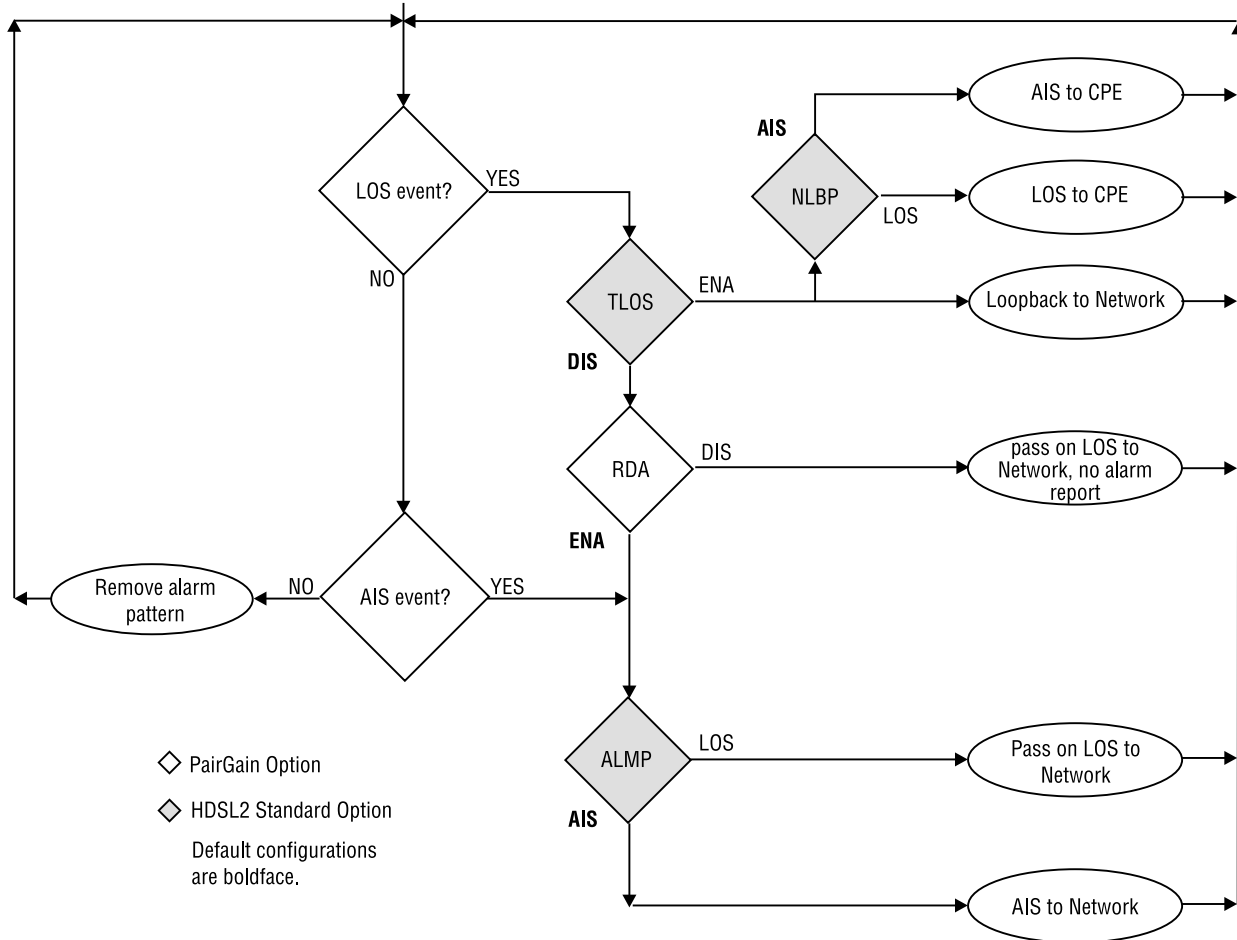 AIS to CPE
AIS
LOS event?
YES
NLBP
LOS
LOS to CPE
NO
TLOS
ENA
Loopback to Network
DIS
RDA
DIS
pass on LOS to
Network, no alarm
report
ENA
Remove alarm
pattern
NO
AIS event?
YES
ALMP
LOS
Pass on LOS to
Network
AIS
PairGain Option
HDSL2 Standard Option
Default configurations
are boldface.
AIS to Network